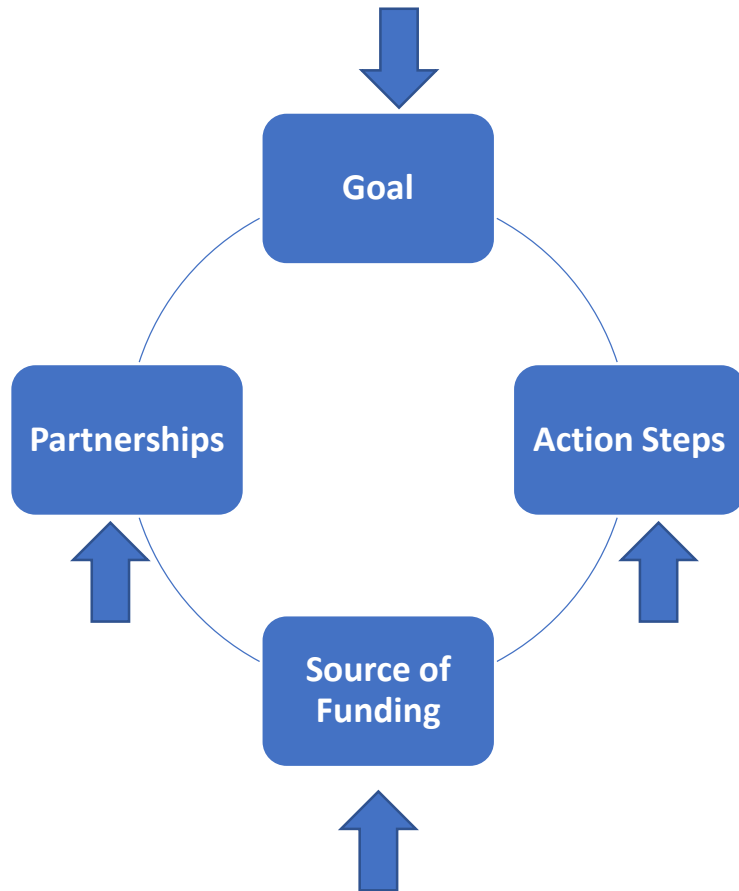 Goal
Partnerships
Action Steps
Source of
Funding